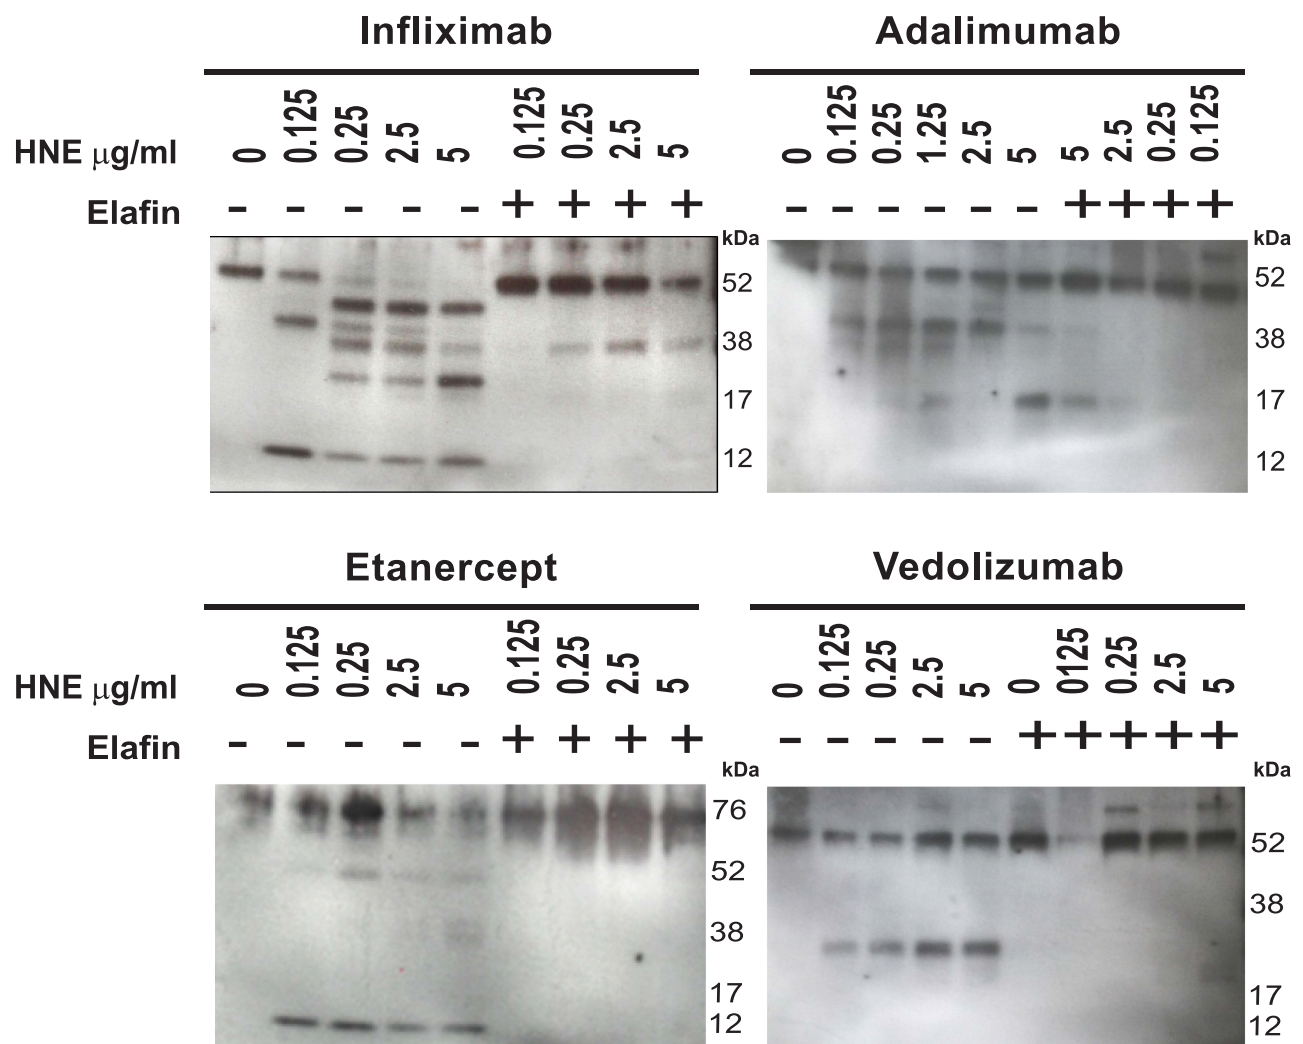 Infliximab Adalimumab
HNE μg/ml 0 0.125 0.25 2.5 5 0.125 0.25 2.5 5 0 0.125 0.25 1.25 2.5 5 5 2.5 0.25 0.125
Elafin - - - - - + + + + - - - - - - + + + +
kDa kDa
52 52
38 38
17 17
12 12
Etanercept Vedolizumab
HNE μg/ml 0 0.125 0.25 2.5 5 0.125 0.25 2.5 5 0 0.125 0.25 2.5 5 0 0125 0.25 2.5 5
Elafin - - - - - + + + + - - - - - + + + + +
kDa kDa
76
52 52
38 38
17 17
12 12